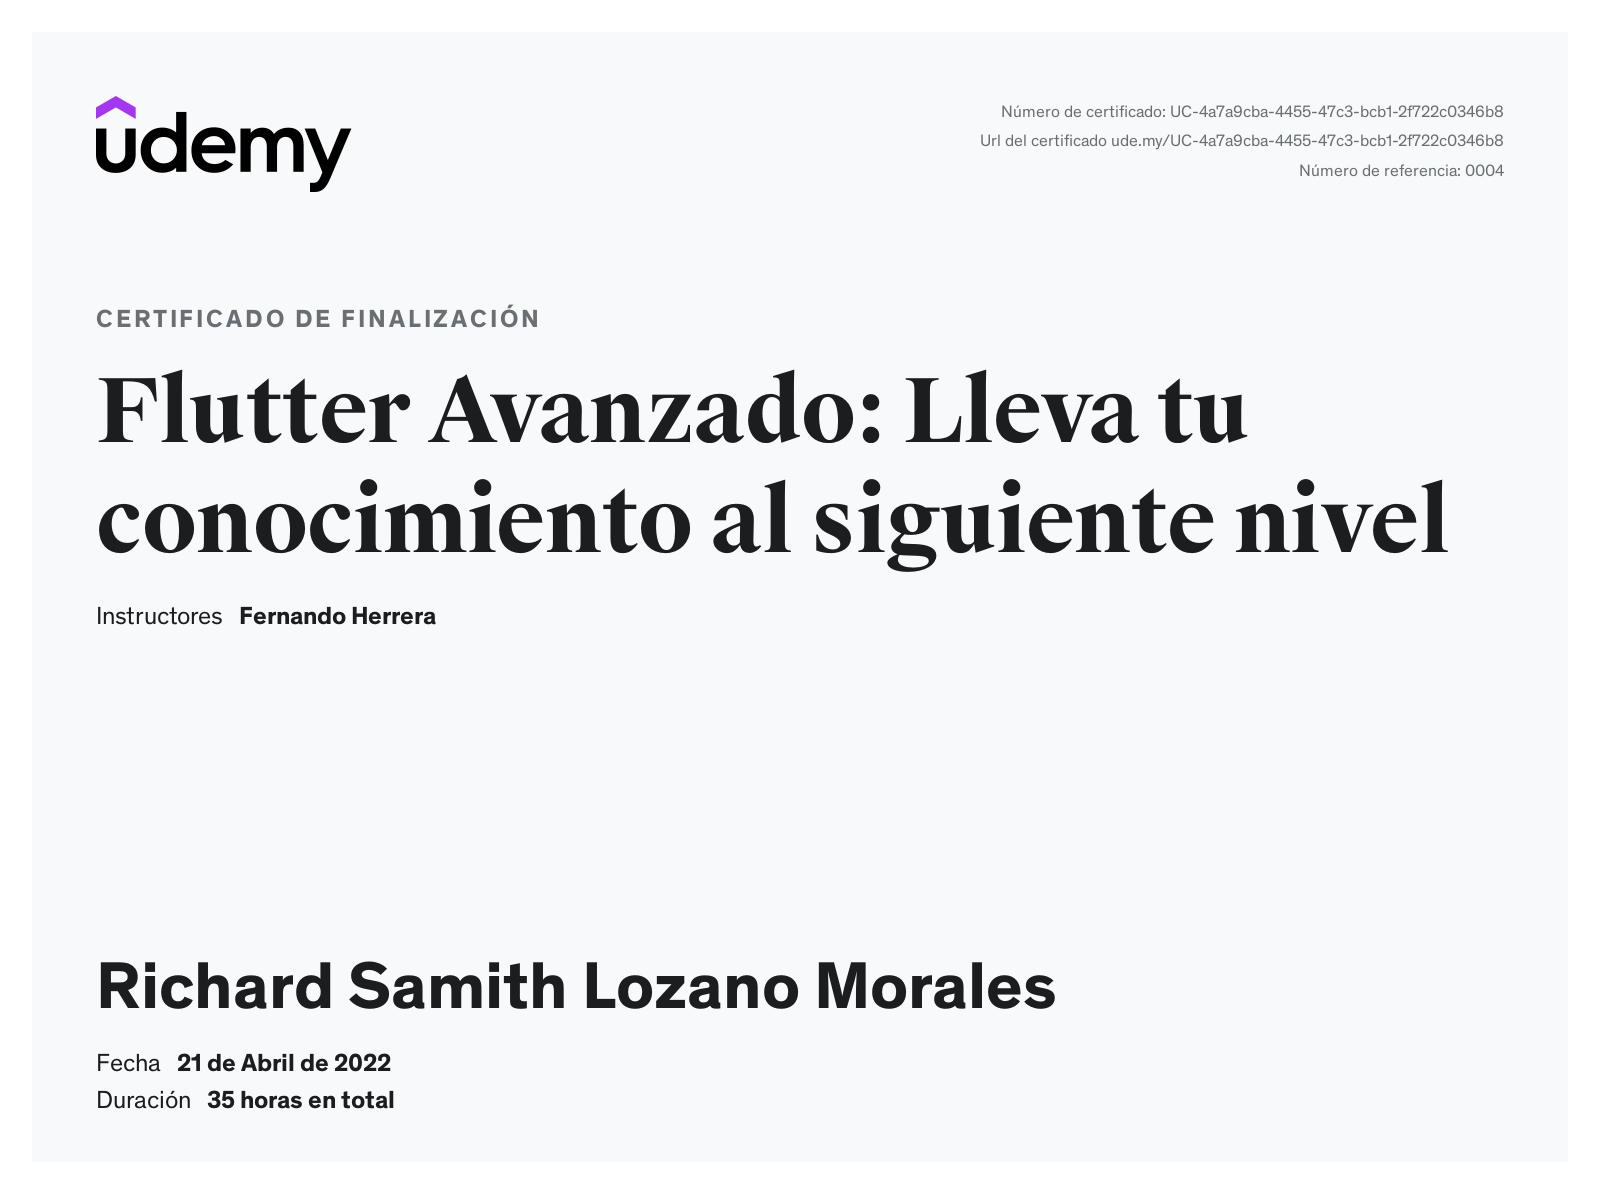 udemy
Número de certificado: UC-4a7a9cba-4455-47c3-bcb1-2f722c0346b8
Url del certificado ude.my/UC-4a7a9cba-4455-47c3-bcb1-2f722c0346b8
Número de referencia: 0004
CERTIFICADO DE FINALIZACIÓN
Flutter Avanzado: Lleva tu
conocimiento al siguiente nivel
Instructores Fernando Herrera
Richard Samith Lozano Morales
Fecha 21 de Abril de 2022
Duración 35 horas en total